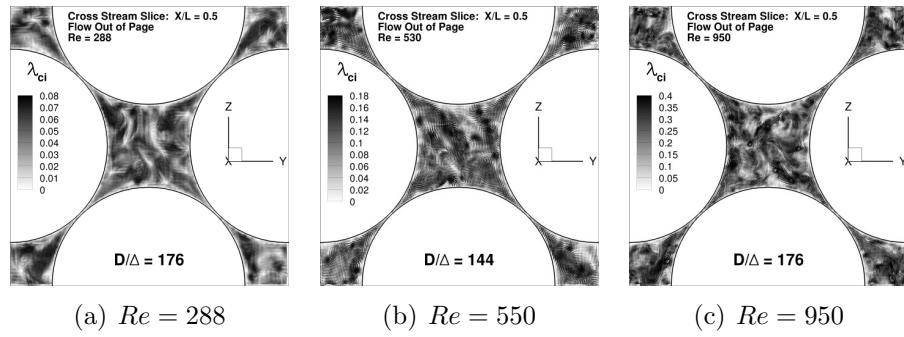 Cross Stream Slice: X/L = 0.5
Flow Out of Page
Re = 288
λci
0.08
0.07
0.06
0.05
0.04
0.03
0.02
0.01
0
Z
X
Y
D/Δ = 176
(a) Re = 288
Cross Stream Slice: X/L = 0.5
Flow Out of Page
Re = 530
λci
0.18
0.16
0.14
0.12
0.1
0.08
0.06
0.04
0.02
0
Z
X
Y
D/Δ = 144
(b) Re = 550
Cross Stream Slice: X/L = 0.5
Flow Out of Page
Re = 950
λci
0.4
0.35
0.3
0.25
0.2
0.15
0.1
0.05
0
Z
X
Y
D/Δ = 176
(c) Re = 950